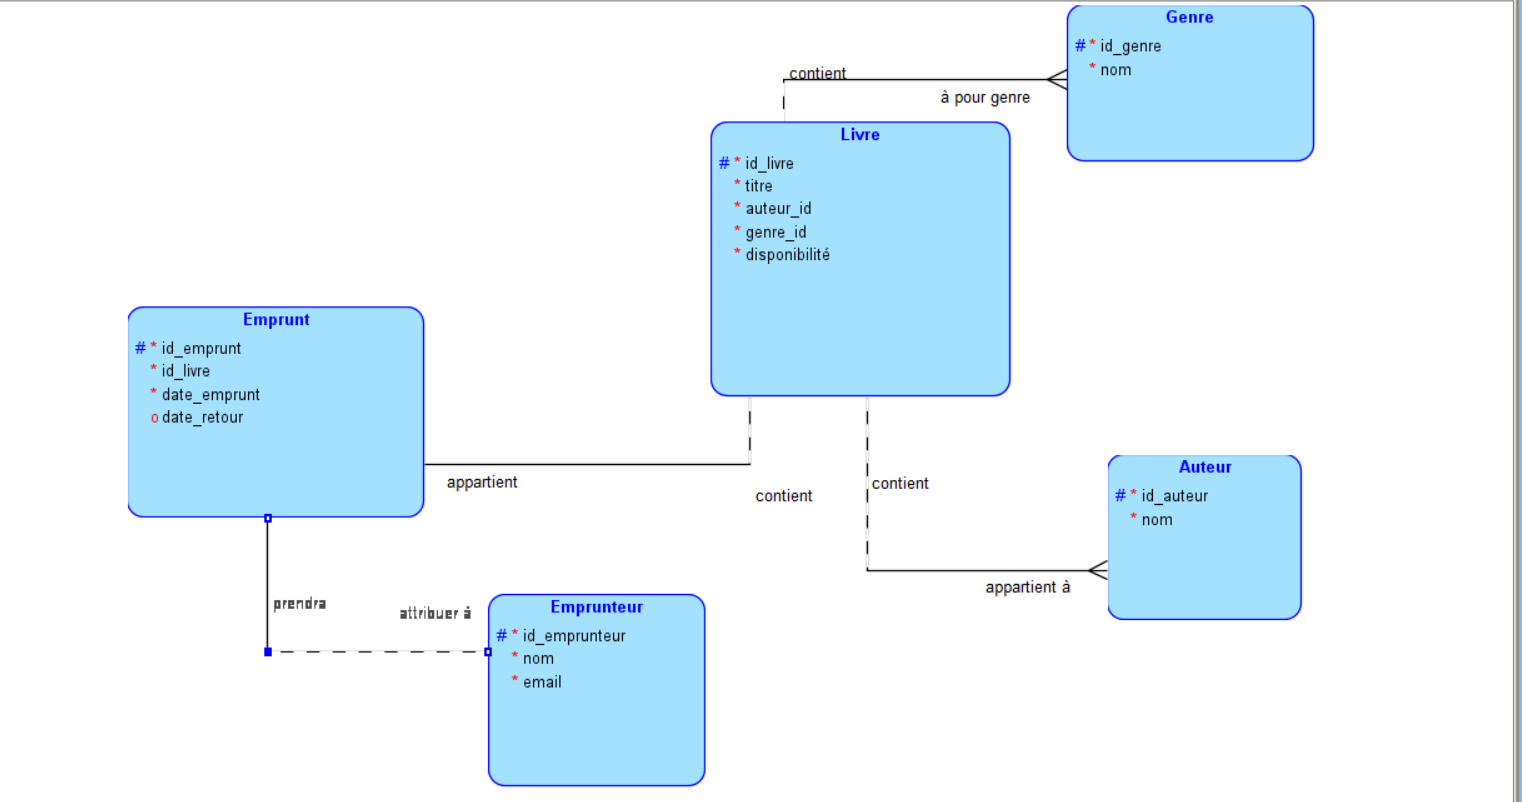 Genre
# * id_genre
* nom
contient
à pour genre
Livre
# * id_livre
* titre
* auteur_id
* genre_id
* disponibilité
Emprunt
# * id_emprunt
* id_livre
* date_emprunt
o date_retour
appartient
contient
contient
Auteur
# * id_auteur
* nom
appartient à
prendra
attribuer à
Emprunteur
# * id_emprunteur
* nom
* email